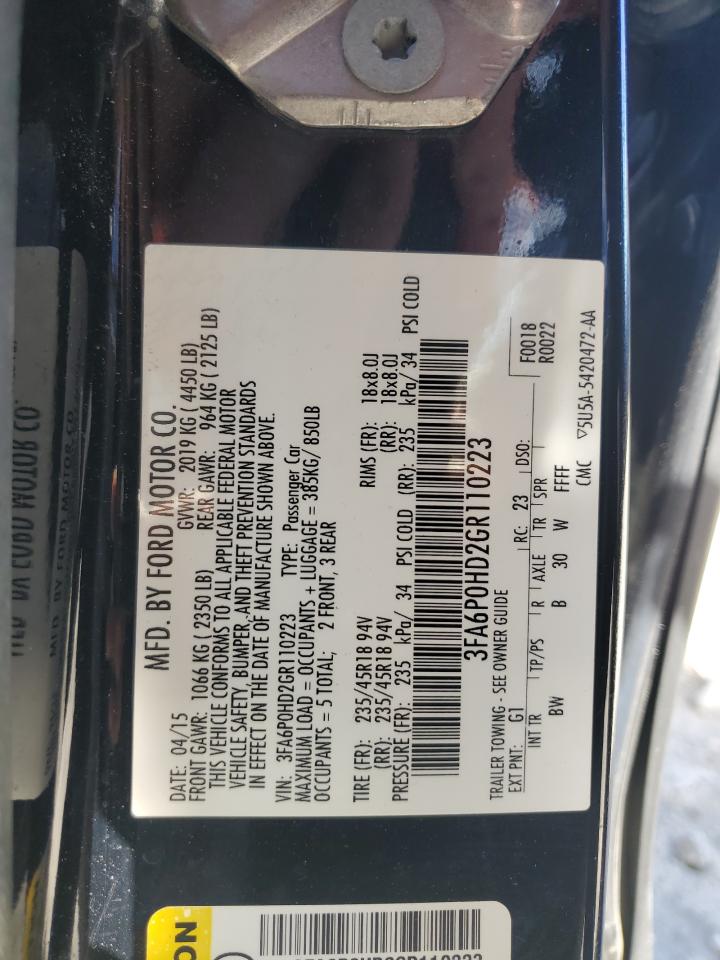 MFD. BY FORD MOTOR CO.
DATE: 04/15 GVWR: 2019 KG ( 4450 LB)
FRONT GAWR: 1066 KG ( 2350 LB) REAR GAWR: 964 KG ( 2125 LB)
THIS VEHICLE CONFORMS TO ALL APPLICABLE FEDERAL MOTOR
VEHICLE SAFETY, BUMPER, AND THEFT PREVENTION STANDARDS
IN EFFECT ON THE DATE OF MANUFACTURE SHOWN ABOVE.
VIN: 3FA6P0HD2GR110223 TYPE: Passenger Car
MAXIMUM LOAD = OCCUPANTS + LUGGAGE = 385KG/ 850LB
OCCUPANTS = 5 TOTAL; 2 FRONT, 3 REAR
TIRE (FR): 235/45R18 94V RIMS (FR): 18x8.0J
(RR): 235/45R18 94V (RR): 18x8.0J
PRESSURE (FR): 235 kPa/ 34 PSI COLD (RR): 235 kPa/ 34 PSI COLD
3FA6P0HD2GR110223
TRAILER TOWING - SEE OWNER GUIDE F0018
R0022
EXT PNT: G1 RC: 23 DSO:
INT TR TP/PS R AXLE TR SPR
BW B 30 W FFFF
CMC ▽5U5A-5420472-AA